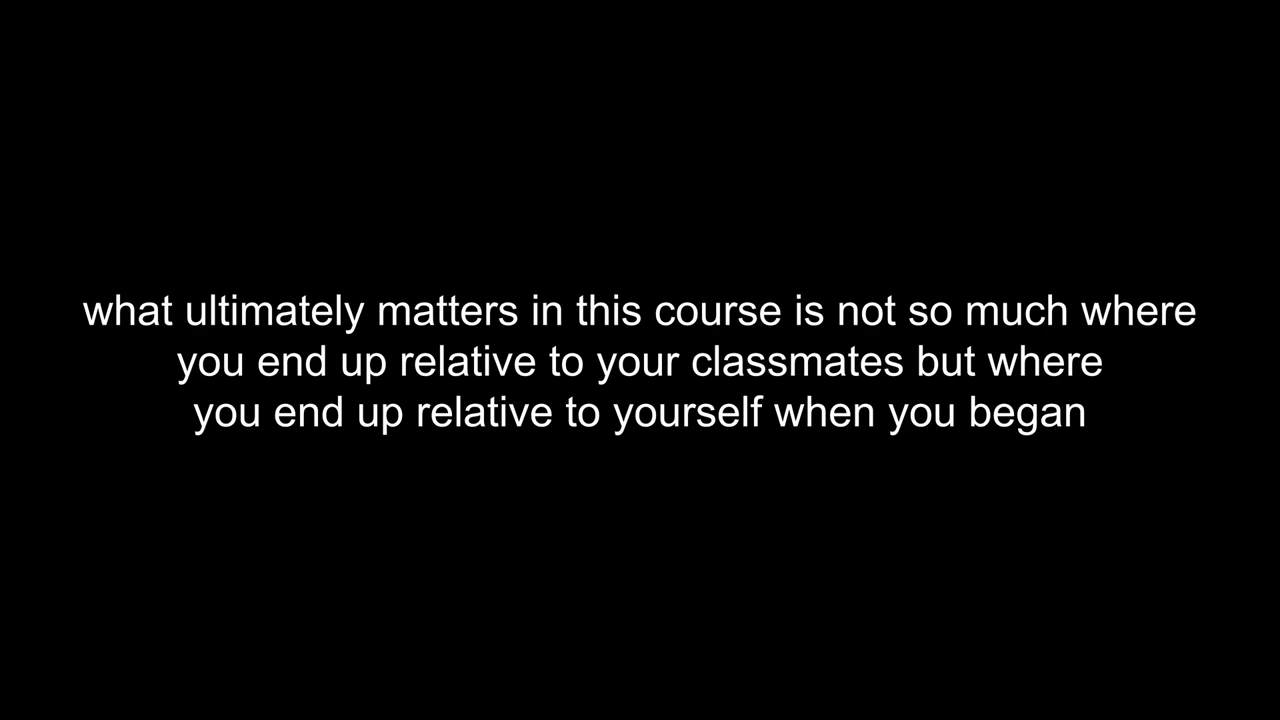 what ultimately matters in this course is not so much where
you end up relative to your classmates but where
you end up relative to yourself when you began